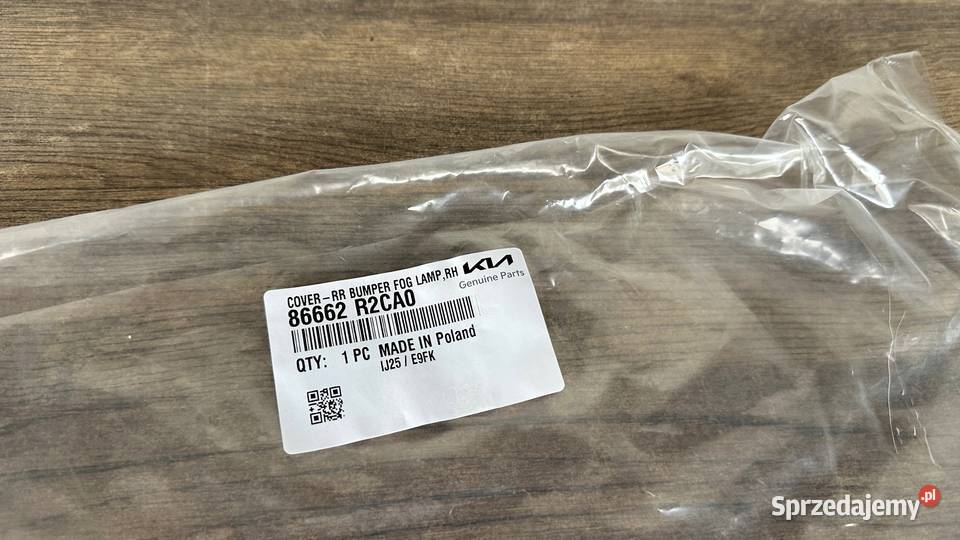 COVER-RR BUMPER FOG LAMP,RH
KIA
Genuine Parts
86662 R2CA0
QTY: 1 PC MADE IN Poland
IJ25 / E9FK
Sprzedajemy.pl